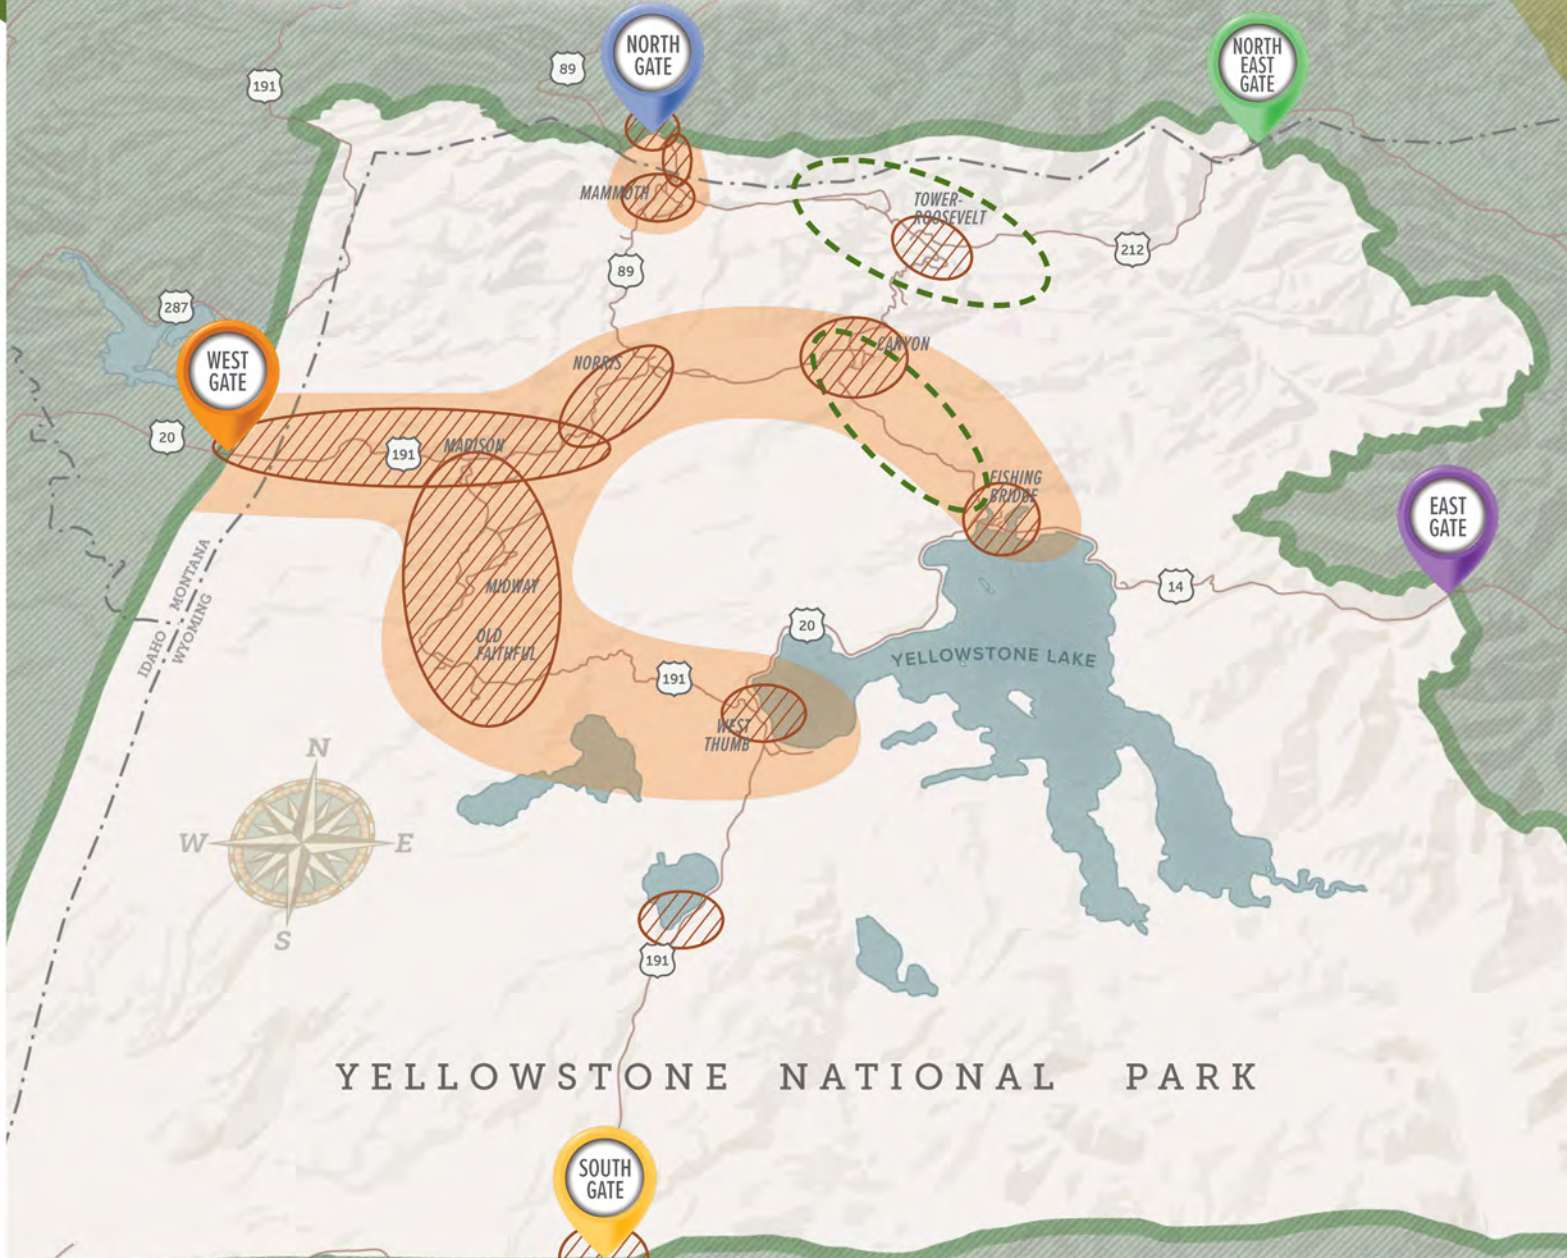 NORTH
GATE
NORTH
EAST
GATE
89
191
MAMMOTH
TOWER-
ROOSEVELT
212
89
287
WEST
GATE
NORRIS
CANYON
20
191
MADISON
FISHING
BRIDGE
EAST
GATE
MIDWAY
14
IDAHO
MONTANA
WYOMING
OLD
FAITHFUL
20
YELLOWSTONE LAKE
191
WEST
THUMB
N
W
E
S
191
YELLOWSTONE NATIONAL PARK
SOUTH
GATE